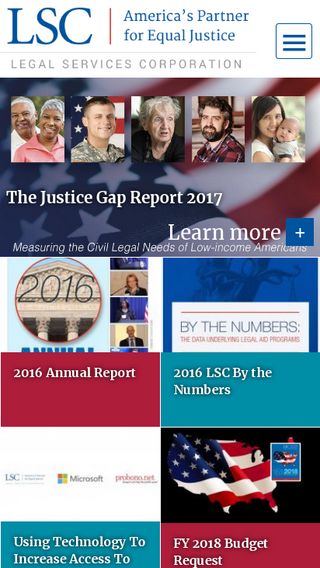 LSC
America's Partner
for Equal Justice
LEGAL SERVICES CORPORATION
The Justice Gap Report 2017
Learn more +
Measuring the Civil Legal Needs of Low-income Americans
2016
ANNUAL
BY THE NUMBERS:
THE DATA UNDERLYING LEGAL AID PROGRAMS
2016 Annual Report
2016 LSC By the
Numbers
LSC
Microsoft
probono.net
Using Technology To
Increase Access To
FY 2018 Budget
Request